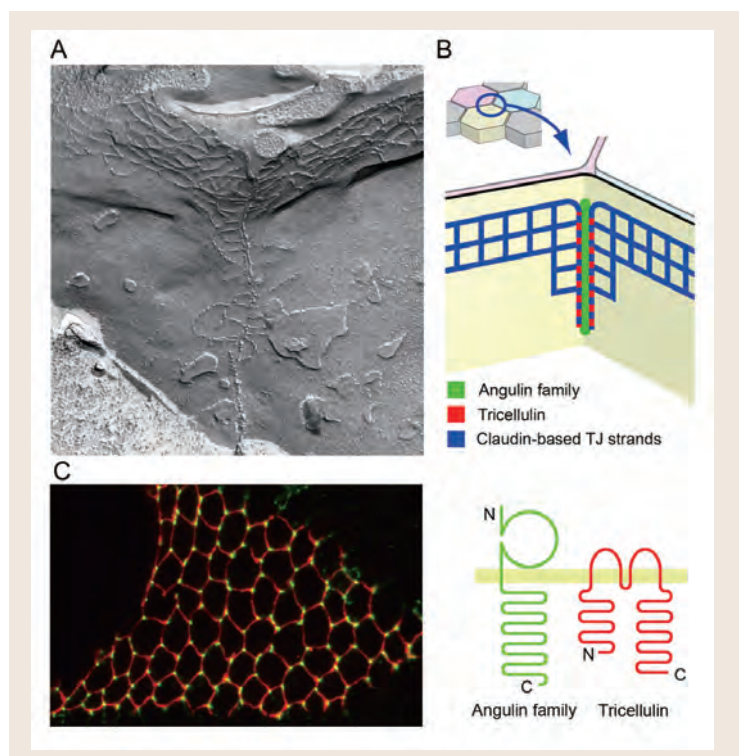 A
B
Angulin family
Tricellulin
Claudin-based TJ strands
C
N
N
C
C
Angulin family
Tricellulin